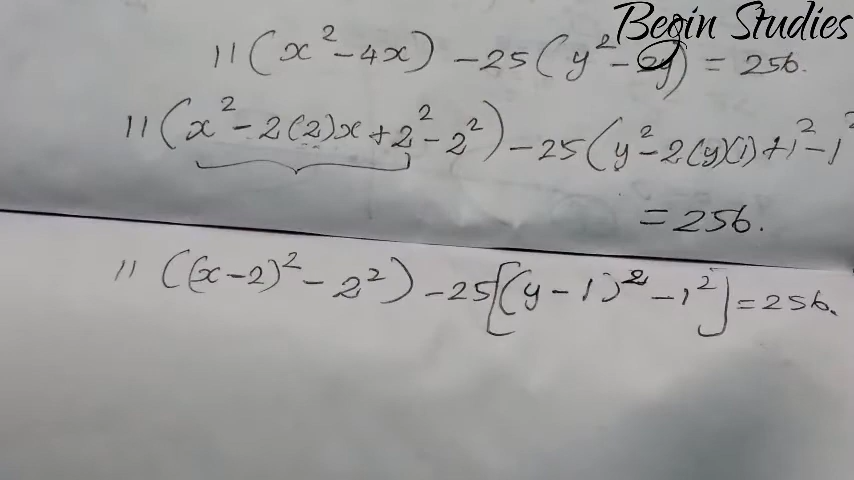 Begin Studies
11(x² - 4x) - 25(y² - 2y) = 256.
11(x² - 2(2)x + 2² - 2²) - 25(y² - 2(y)(1) + 1² - 1²
= 256.
11((x-2)² - 2²) - 25[(y-1)² - 1²] = 256.